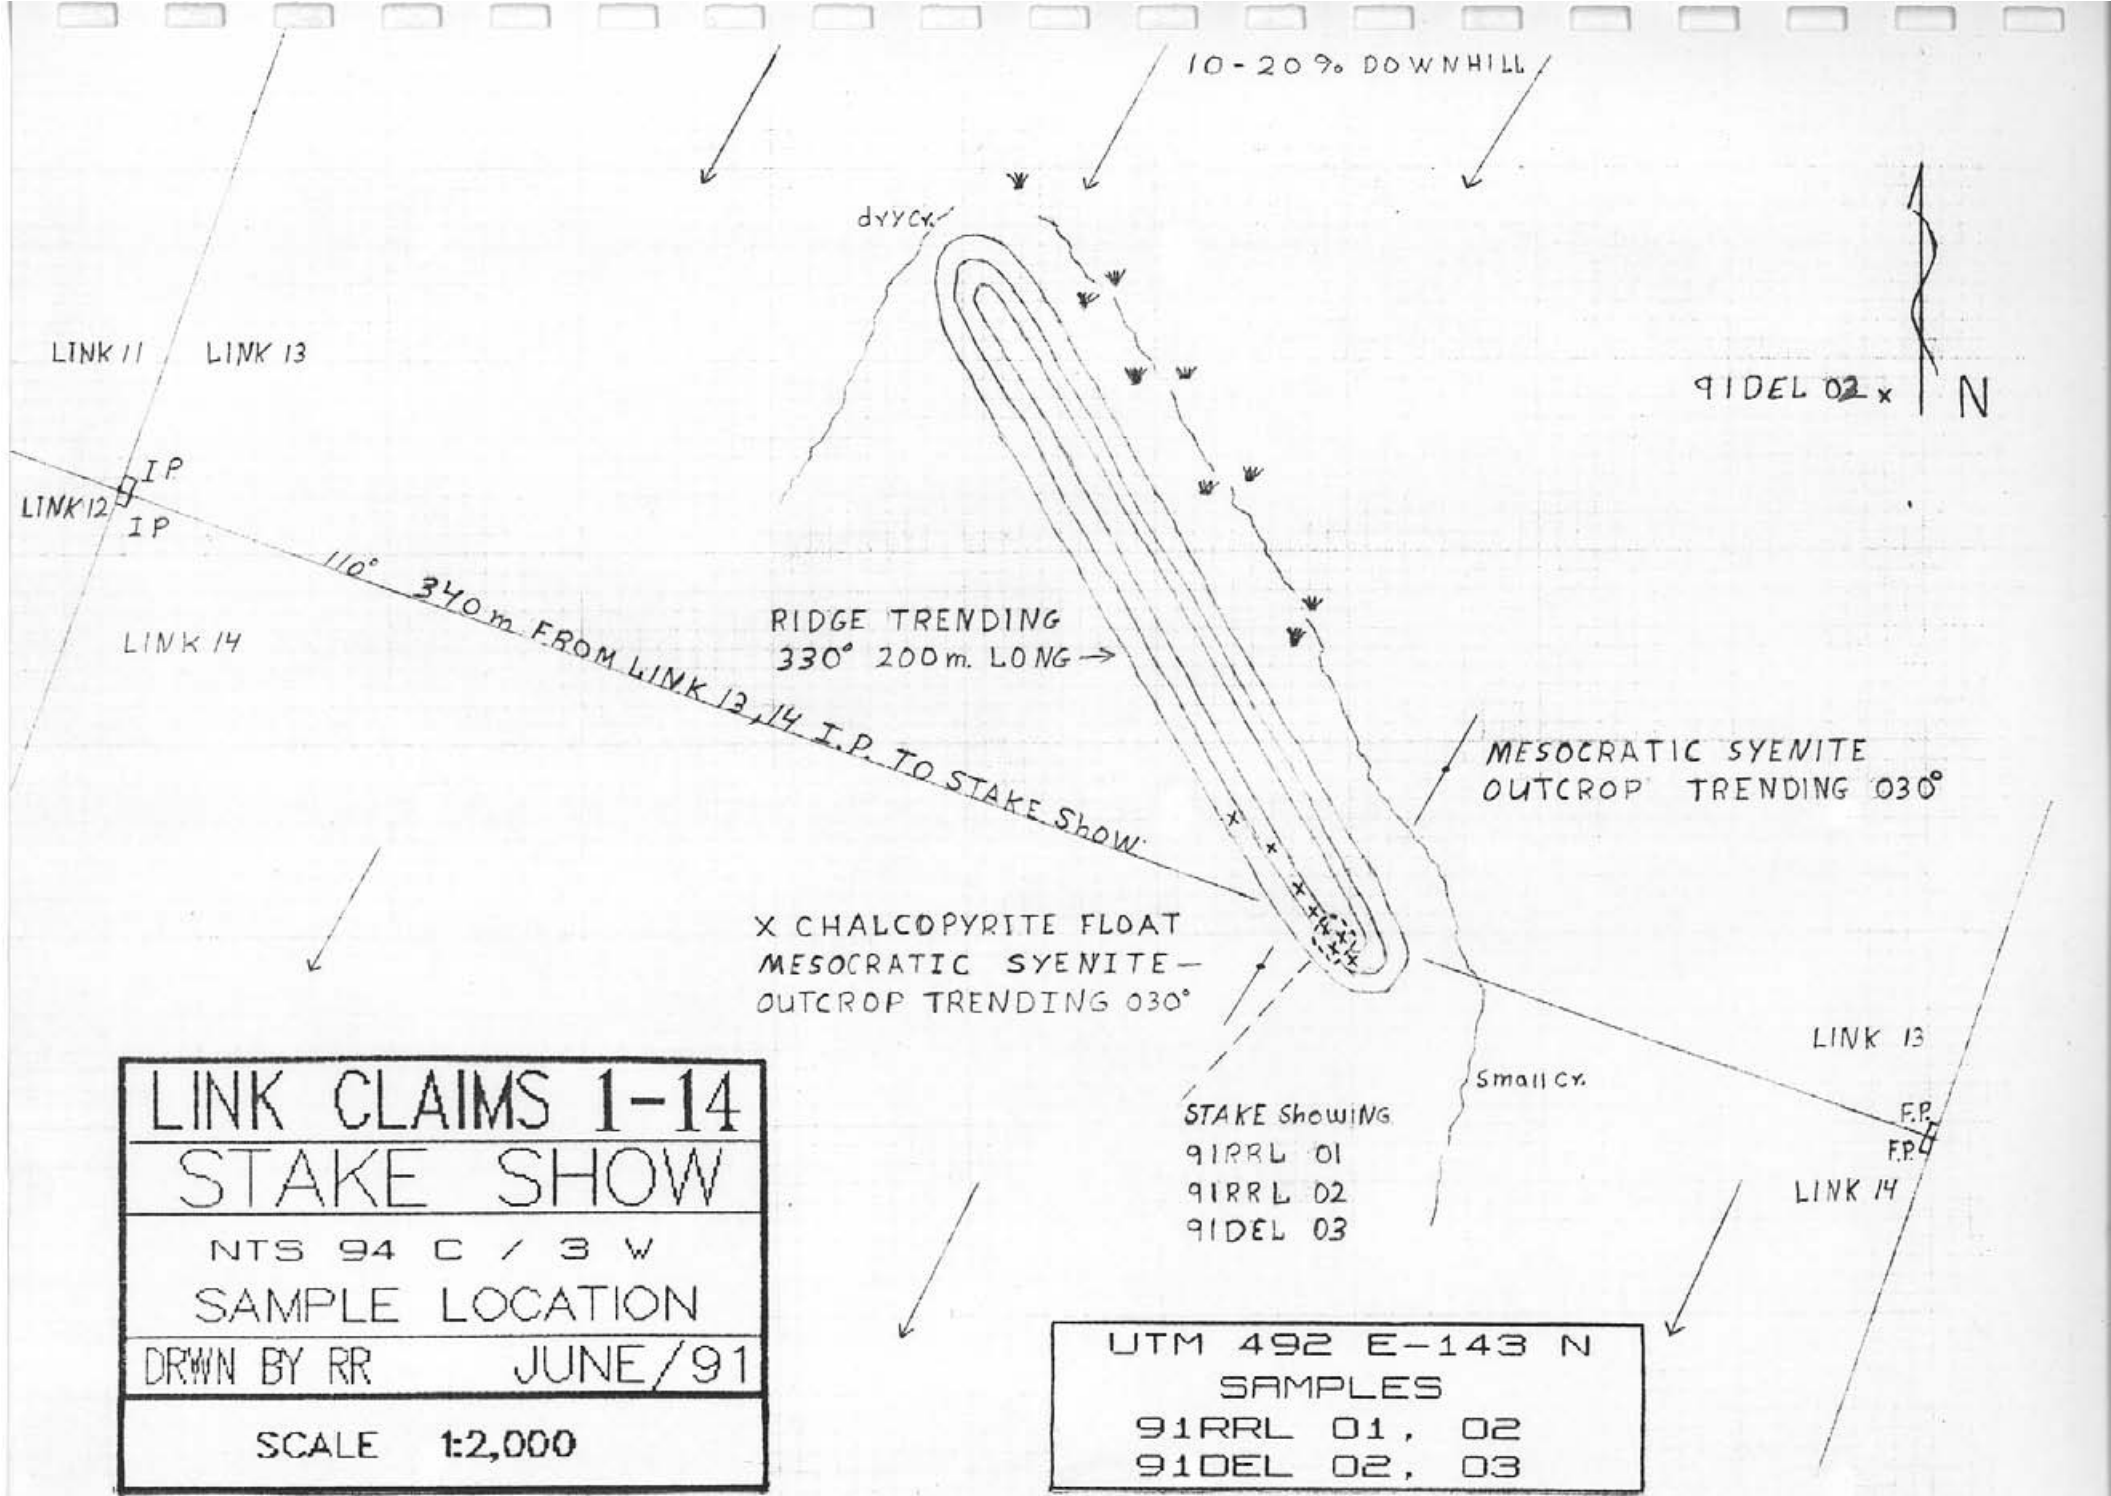 10-20% DOWNHILL
dry Cr.
LINK 11
LINK 13
91DEL 02 x
N
I P.
LINK 12
I P
110° 340 m FROM LINK 13, 14 I.P. TO STAKE Show
LINK 14
RIDGE TRENDING
330° 200m. LONG →
MESOCRATIC SYENITE
OUTCROP TRENDING 030°
X CHALCOPYRITE FLOAT
MESOCRATIC SYENITE—
OUTCROP TRENDING 030°
LINK 13
Small Cr.
F.P.
F.P.
LINK 14
STAKE ShowING
91RRL 01
91RRL 02
91DEL 03
LINK CLAIMS 1-14
STAKE SHOW
NTS 94 C / 3 W
SAMPLE LOCATION
DRWN BY RR JUNE/91
SCALE 1:2,000
UTM 492 E-143 N
SAMPLES
91RRL 01, 02
91DEL 02, 03